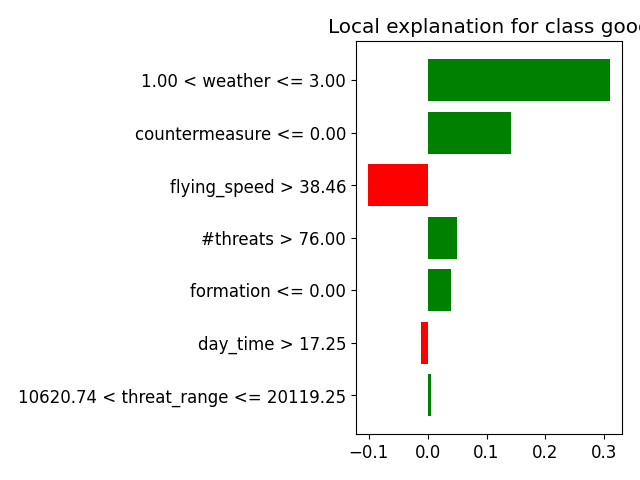 Local explanation for class good
1.00 < weather <= 3.00
countermeasure <= 0.00
flying_speed > 38.46
#threats > 76.00
formation <= 0.00
day_time > 17.25
10620.74 < threat_range <= 20119.25
−0.1 0.0 0.1 0.2 0.3